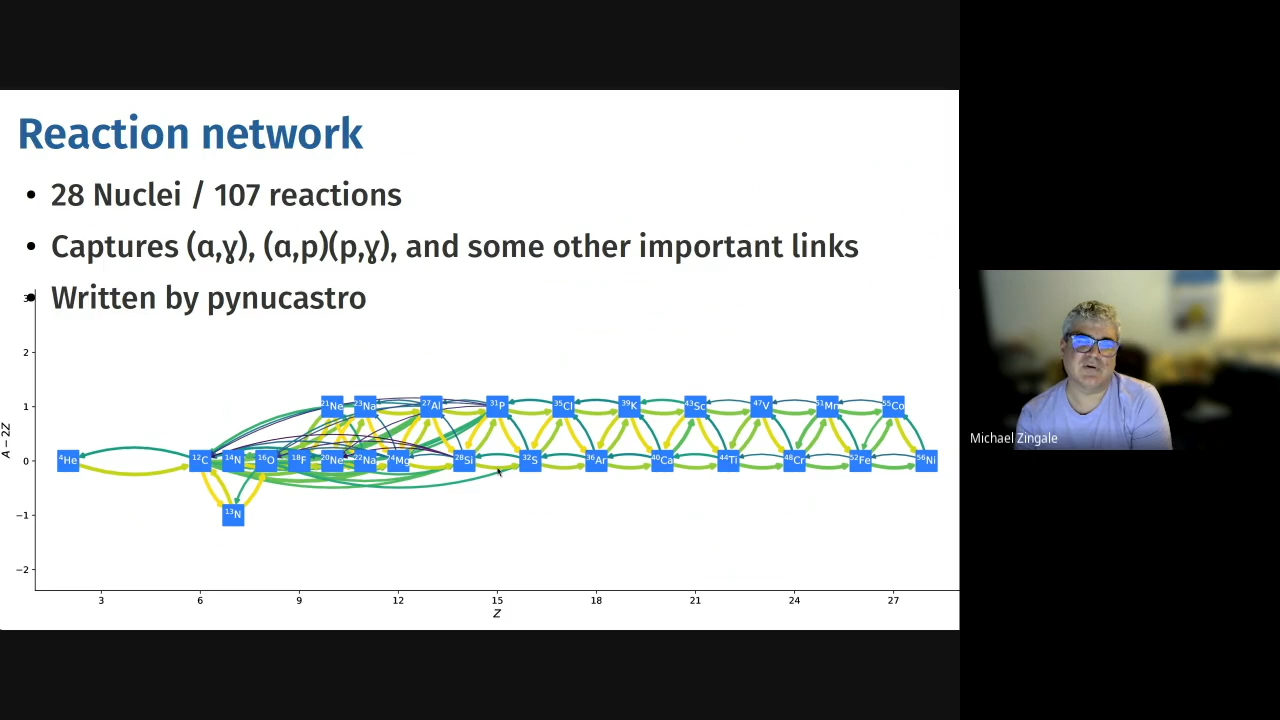 Reaction network
• 28 Nuclei / 107 reactions
• Captures (α,γ), (α,p)(p,γ), and some other important links
• Written by pynucastro
3
2
1
0
−1
−2
A − 2Z
²¹Ne ²³Na ²⁷Al ³¹P ³⁵Cl ³⁹K ⁴³Sc ⁴⁷V ⁵¹Mn ⁵⁵Co
⁴He ¹²C ¹⁴N ¹⁶O ¹⁸F ²⁰Ne ²²Na ²⁴Mg ²⁸Si ³²S ³⁶Ar ⁴⁰Ca ⁴⁴Ti ⁴⁸Cr ⁵²Fe ⁵⁶Ni
¹³N
3 6 9 12 15 18 21 24 27
Z
Michael Zingale